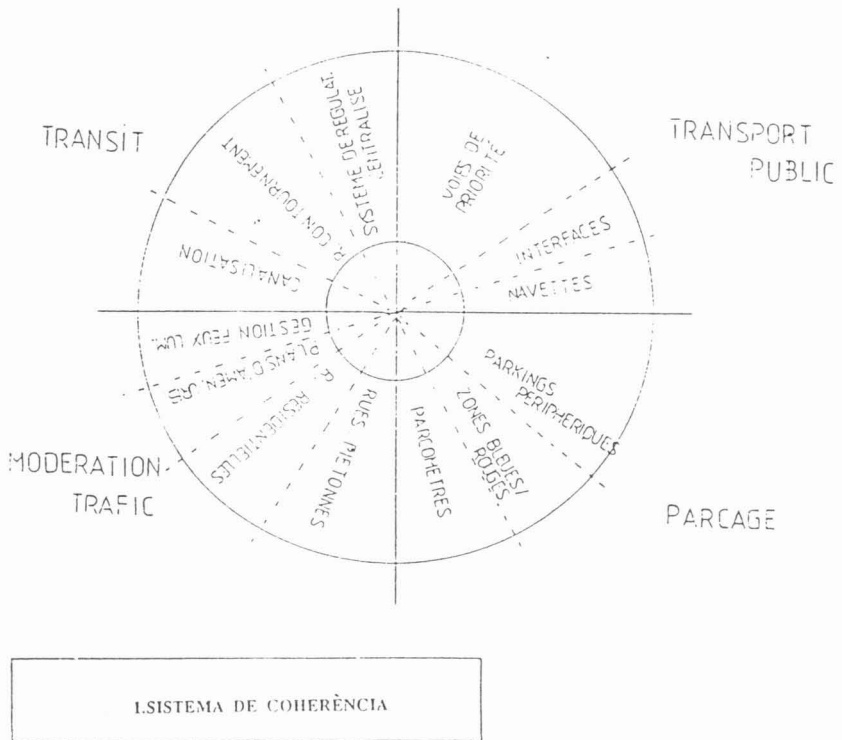 TRANSIT
TRANSPORT
PUBLIC
SYSTEME DE REGULAT.
CENTRALISE
R. CONTOURNEMENT
CANALISATION
VOIES DE
PRIORITE
INTERFACES
NAVETTES
GESTION FEUX LUM.
PLANS D'AMEN.
R.
RESIDENTIELLES
RUES PIETONNES
PARCOMETRES
ZONES BLEUES/
ROUGES
PARKINGS
PERIPHERIQUES
MODERATION
TRAFIC
PARCAGE
1.SISTEMA DE COHERÈNCIA